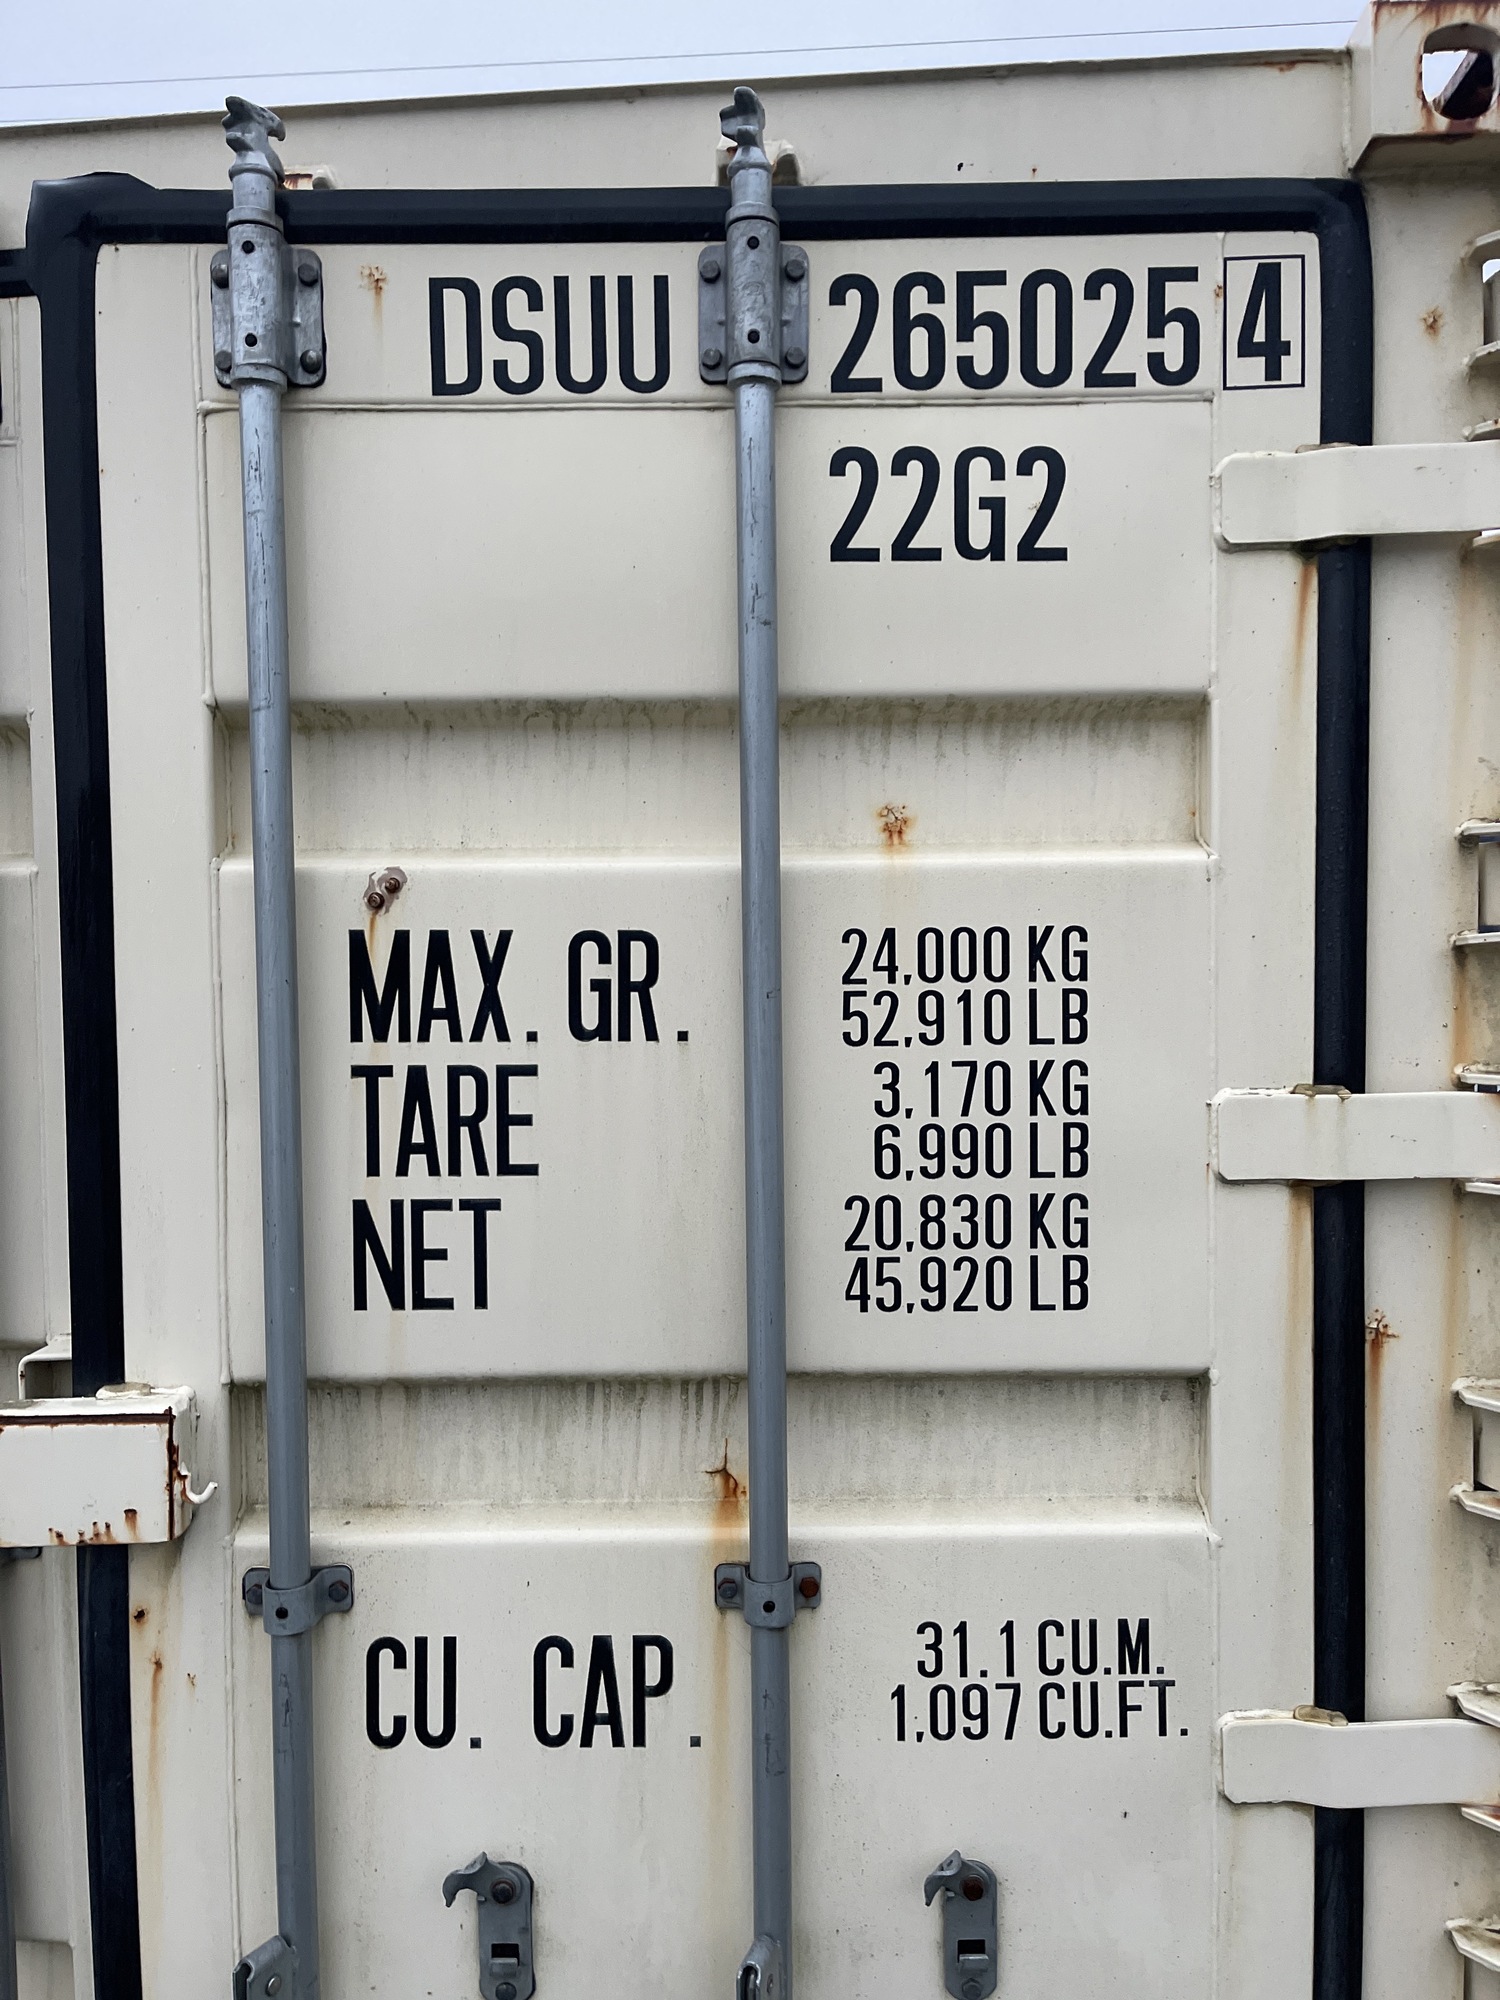 DSUU 265025 4
22G2
MAX. GR. 24,000 KG
52,910 LB
TARE 3,170 KG
6,990 LB
NET 20,830 KG
45,920 LB
CU. CAP. 31.1 CU.M.
1,097 CU.FT.